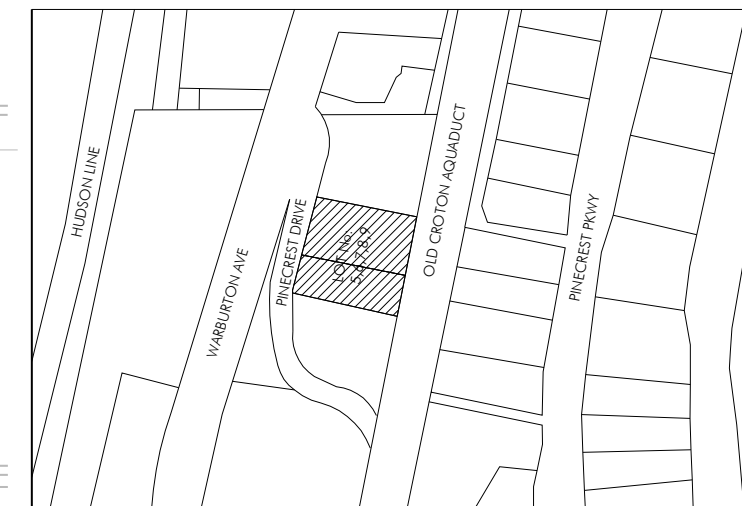 HUDSON LINE
WARBURTON AVE
PINECREST DRIVE
LOT No:
5,6,7,8,9
OLD CROTON AQUADUCT
PINECREST PKWY